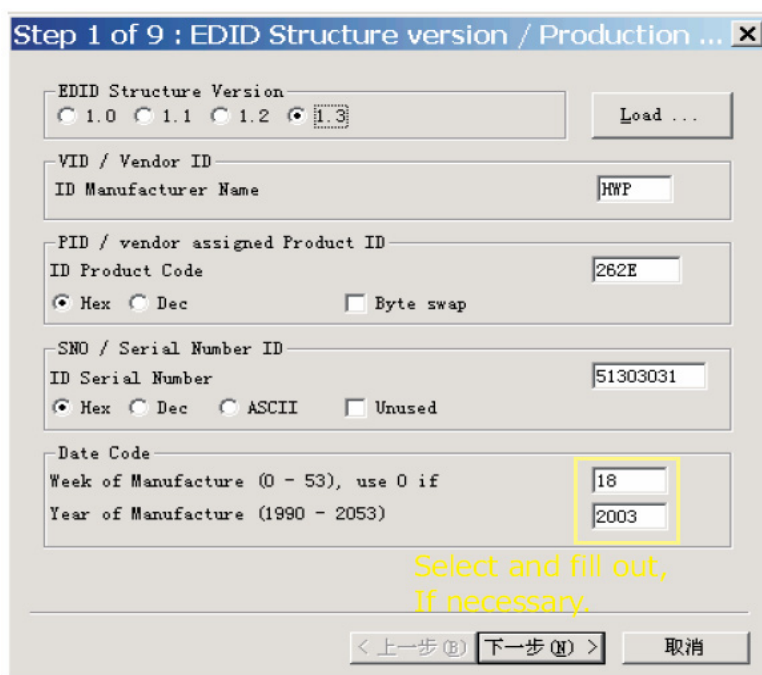 Step 1 of 9 : EDID Structure version / Production ...
EDID Structure Version
1.0 1.1 1.2 1.3
Load ...
VID / Vendor ID
ID Manufacturer Name
HWP
PID / vendor assigned Product ID
ID Product Code
262E
Hex Dec Byte swap
SNO / Serial Number ID
ID Serial Number
51303031
Hex Dec ASCII Unused
Date Code
Week of Manufacture (0 - 53), use 0 if
18
Year of Manufacture (1990 - 2053)
2003
Select and fill out,
If necessary.
< 上一步(B) 下一步(N) > 取消